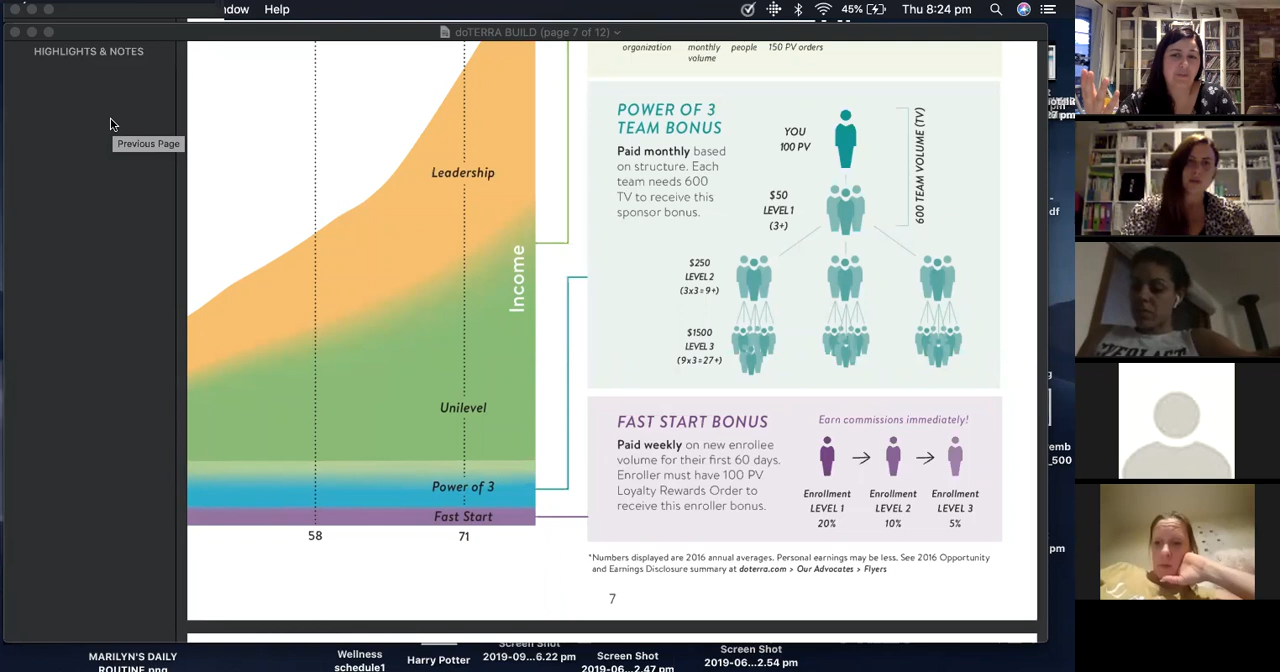 Help
45%
Thu 8:24 pm
doTERRA BUILD (page 7 of 12)
HIGHLIGHTS & NOTES
Previous Page
organization
monthly
volume
people
150 PV orders
Leadership
Income
Unilevel
Power of 3
Fast Start
58
71
POWER OF 3
TEAM BONUS
Paid monthly based
on structure. Each
team needs 600
TV to receive this
sponsor bonus.
YOU
100 PV
$50
LEVEL 1
(3+)
600 TEAM VOLUME (TV)
$250
LEVEL 2
(3x3=9+)
$1500
LEVEL 3
(9x3=27+)
FAST START BONUS
Paid weekly on new enrollee
volume for their first 60 days.
Enroller must have 100 PV
Loyalty Rewards Order to
receive this enroller bonus.
Earn commissions immediately!
Enrollment
LEVEL 1
20%
Enrollment
LEVEL 2
10%
Enrollment
LEVEL 3
5%
*Numbers displayed are 2016 annual averages. Personal earnings may be less. See 2016 Opportunity
and Earnings Disclosure summary at doterra.com > Our Advocates > Flyers
7
MARILYN'S DAILY
ROUTINE.png
Wellness
schedule1
Harry Potter
Screen Shot
2019-09...6.22 pm
Screen Shot
2019-06...2.47 pm
Screen Shot
2019-06...2.54 pm
EVERLAST